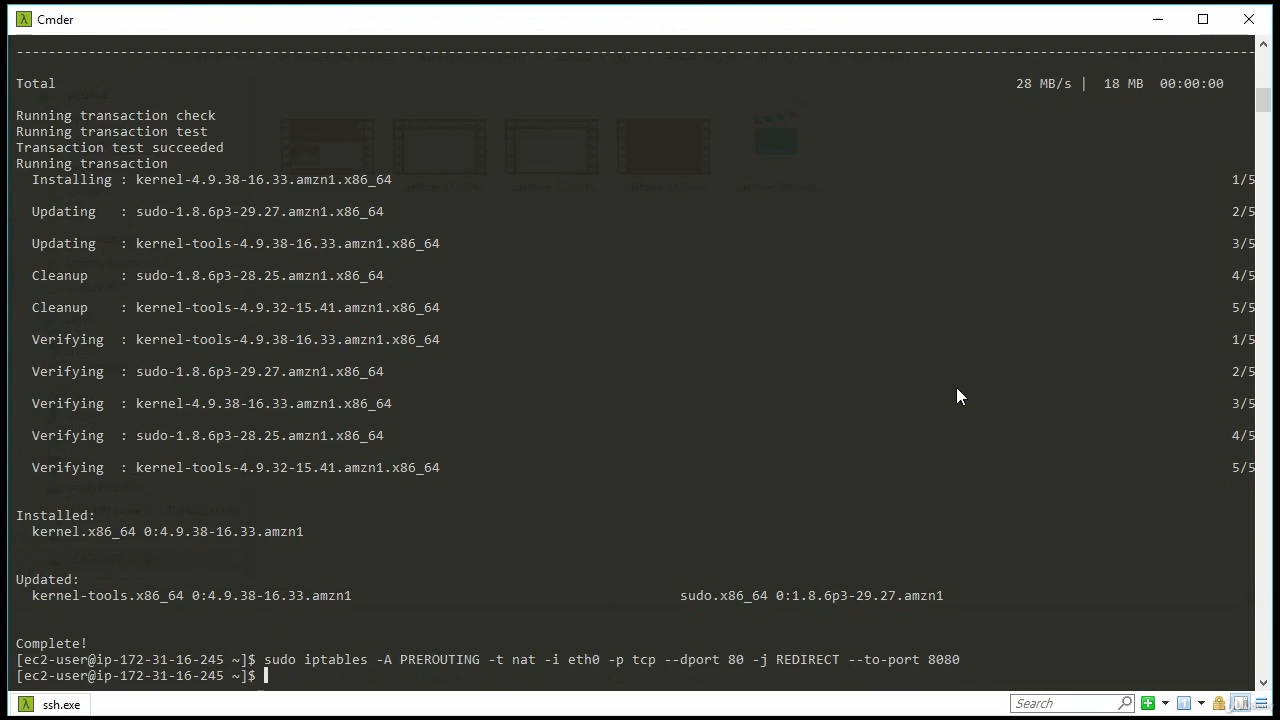 Cmder
--------------------------------------------------------------------------------------------------------------------------------------------------------------
Total 28 MB/s | 18 MB 00:00:00
Running transaction check
Running transaction test
Transaction test succeeded
Running transaction
Installing : kernel-4.9.38-16.33.amzn1.x86_64 1/5
Updating : sudo-1.8.6p3-29.27.amzn1.x86_64 2/5
Updating : kernel-tools-4.9.38-16.33.amzn1.x86_64 3/5
Cleanup : sudo-1.8.6p3-28.25.amzn1.x86_64 4/5
Cleanup : kernel-tools-4.9.32-15.41.amzn1.x86_64 5/5
Verifying : kernel-tools-4.9.38-16.33.amzn1.x86_64 1/5
Verifying : sudo-1.8.6p3-29.27.amzn1.x86_64 2/5
Verifying : kernel-4.9.38-16.33.amzn1.x86_64 3/5
Verifying : sudo-1.8.6p3-28.25.amzn1.x86_64 4/5
Verifying : kernel-tools-4.9.32-15.41.amzn1.x86_64 5/5
Installed:
kernel.x86_64 0:4.9.38-16.33.amzn1
Updated:
kernel-tools.x86_64 0:4.9.38-16.33.amzn1 sudo.x86_64 0:1.8.6p3-29.27.amzn1
Complete!
[ec2-user@ip-172-31-16-245 ~]$ sudo iptables -A PREROUTING -t nat -i eth0 -p tcp --dport 80 -j REDIRECT --to-port 8080
[ec2-user@ip-172-31-16-245 ~]$
ssh.exe Search